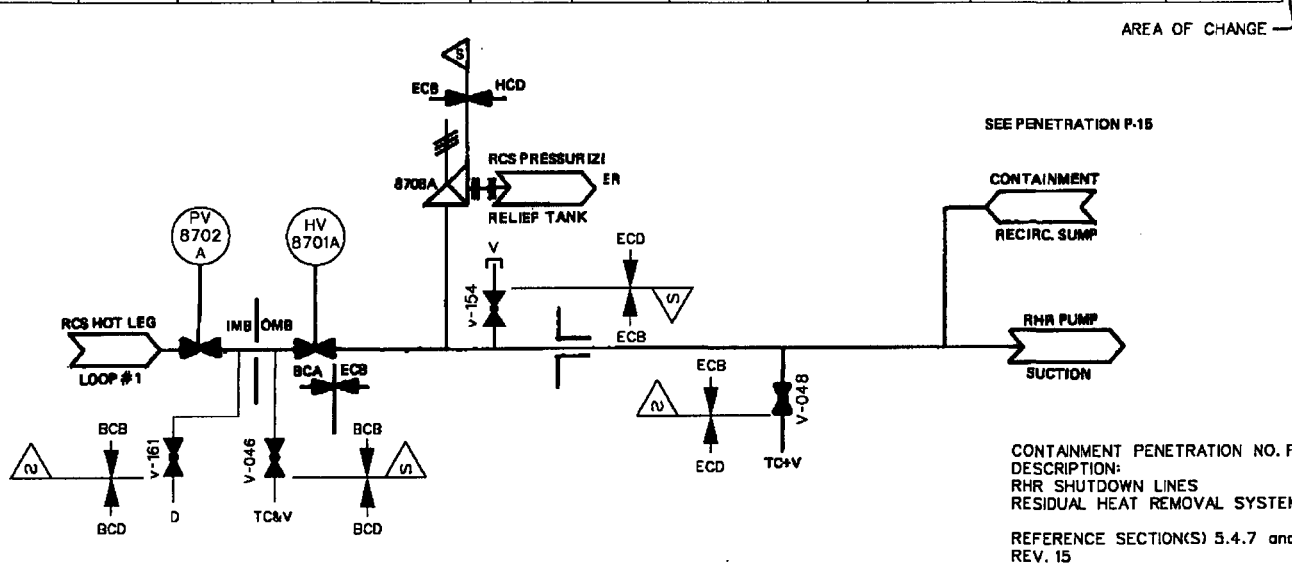 AREA OF CHANGE
S
ECB HCD
SEE PENETRATION P-15
RCS PRESSURIZI
ER
8708A
RELIEF TANK
CONTAINMENT
RECIRC. SUMP
PV
8702
A
HV
8701A
V
ECD
V-154
S
ECB
RCS HOT LEG
LOOP #1
IMB OMB
BCA ECB
RHR PUMP
SUCTION
ECB
2
ECD
V-048
TC+V
BCB
2
BCD
V-161
D
V-046
TC&V
BCB
S
BCD
CONTAINMENT PENETRATION NO. P
DESCRIPTION:
RHR SHUTDOWN LINES
RESIDUAL HEAT REMOVAL SYSTEM
REFERENCE SECTION(S) 5.4.7 and
REV. 15